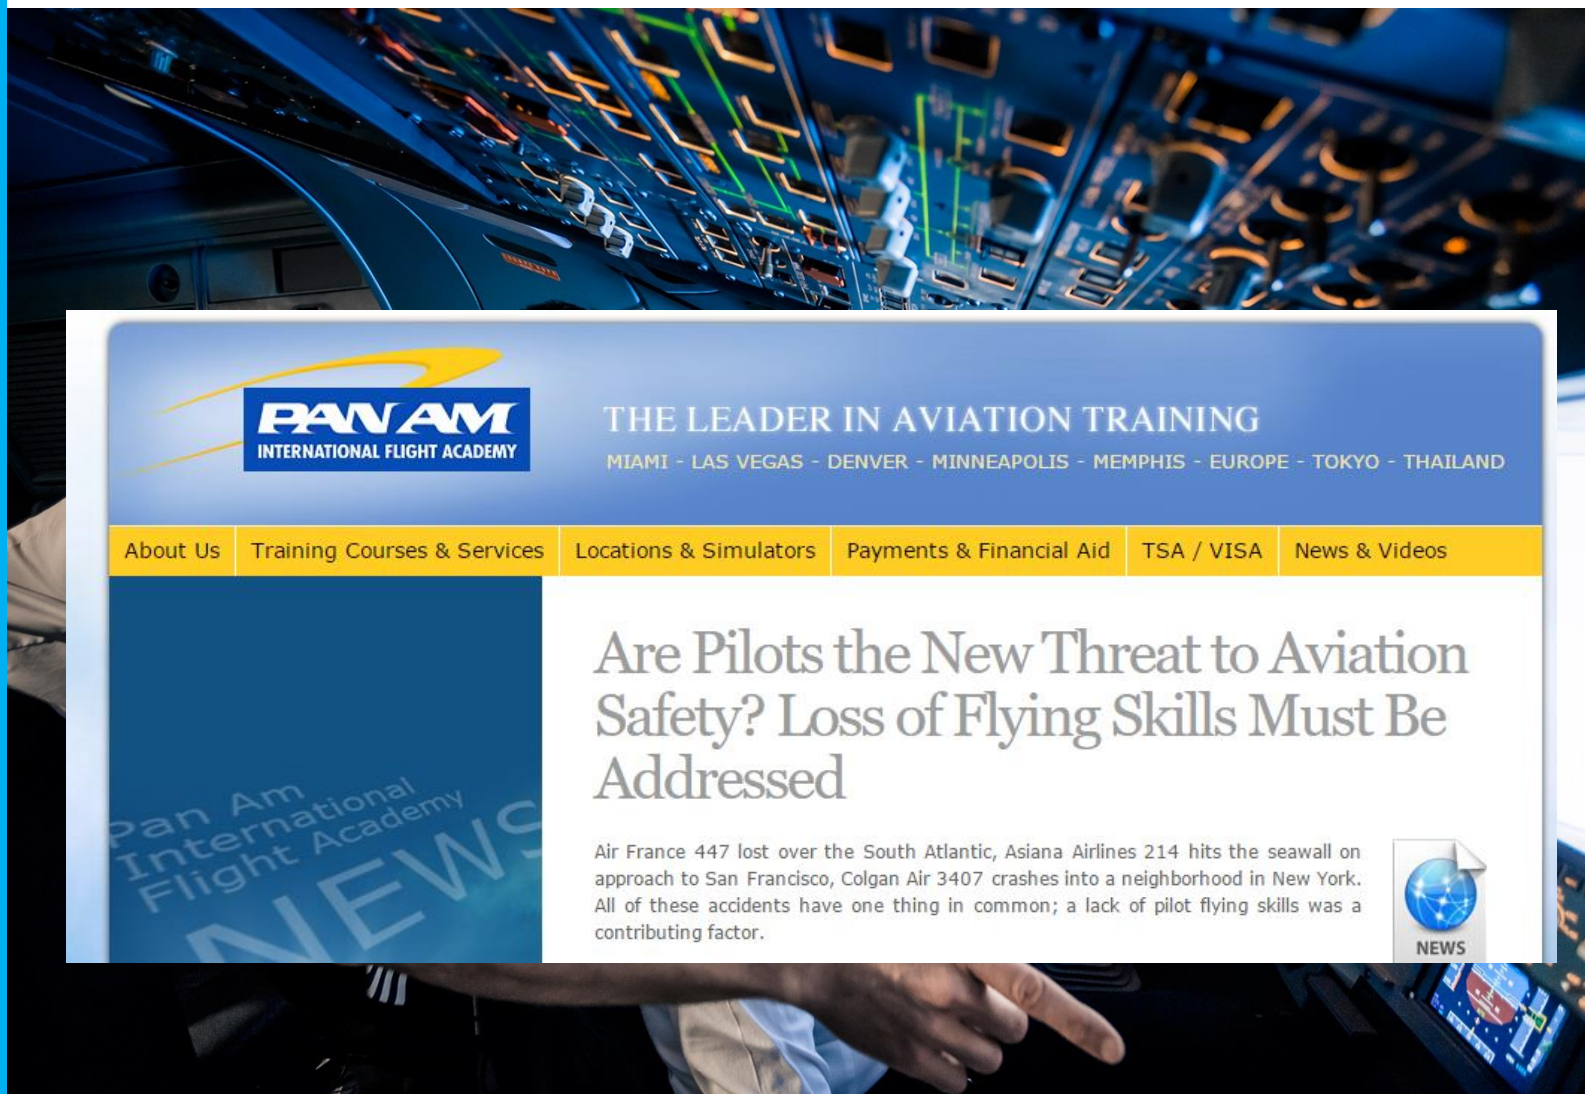 PAN AM
INTERNATIONAL FLIGHT ACADEMY
THE LEADER IN AVIATION TRAINING
MIAMI - LAS VEGAS - DENVER - MINNEAPOLIS - MEMPHIS - EUROPE - TOKYO - THAILAND
About Us
Training Courses & Services
Locations & Simulators
Payments & Financial Aid
TSA / VISA
News & Videos
Pan Am
International
Flight Academy
NEWS
Are Pilots the New Threat to Aviation
Safety? Loss of Flying Skills Must Be
Addressed
Air France 447 lost over the South Atlantic, Asiana Airlines 214 hits the seawall on
approach to San Francisco, Colgan Air 3407 crashes into a neighborhood in New York.
All of these accidents have one thing in common; a lack of pilot flying skills was a
contributing factor.
NEWS